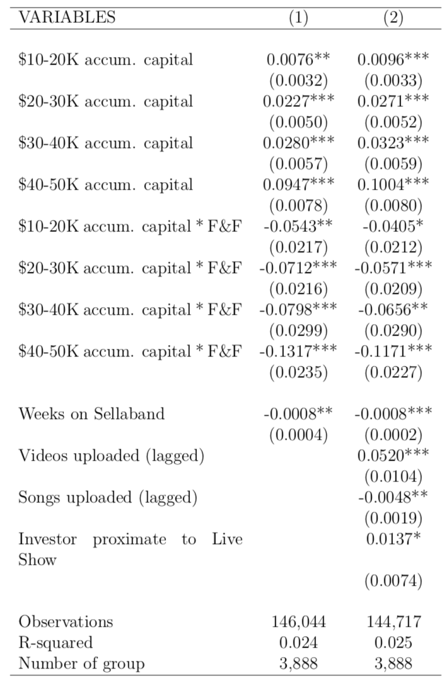 VARIABLES (1) (2)
$10-20K accum. capital 0.0076** 0.0096***
(0.0032) (0.0033)
$20-30K accum. capital 0.0227*** 0.0271***
(0.0050) (0.0052)
$30-40K accum. capital 0.0280*** 0.0323***
(0.0057) (0.0059)
$40-50K accum. capital 0.0947*** 0.1004***
(0.0078) (0.0080)
$10-20K accum. capital * F&F -0.0543** -0.0405*
(0.0217) (0.0212)
$20-30K accum. capital * F&F -0.0712*** -0.0571***
(0.0216) (0.0209)
$30-40K accum. capital * F&F -0.0798*** -0.0656**
(0.0299) (0.0290)
$40-50K accum. capital * F&F -0.1317*** -0.1171***
(0.0235) (0.0227)
Weeks on Sellaband -0.0008** -0.0008***
(0.0004) (0.0002)
Videos uploaded (lagged) 0.0520***
(0.0104)
Songs uploaded (lagged) -0.0048**
(0.0019)
Investor proximate to Live 0.0137*
Show
(0.0074)
Observations 146,044 144,717
R-squared 0.024 0.025
Number of group 3,888 3,888